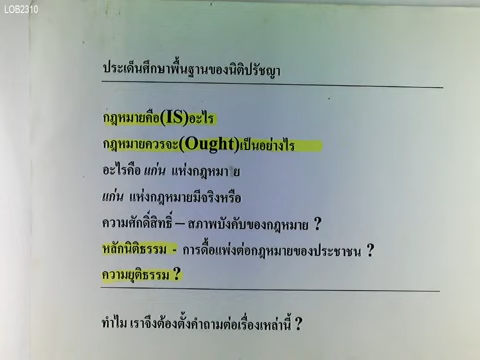 LOB2310
ประเด็นศึกษาพื้นฐานของนิติปรัชญา
กฎหมายคือ(IS)อะไร
กฎหมายควรจะ(Ought)เป็นอย่างไร
อะไรคือ แก่น แห่งกฎหมาย
แก่น แห่งกฎหมายมีจริงหรือ
ความศักดิ์สิทธิ์ – สภาพบังคับของกฎหมาย ?
หลักนิติธรรม - การดื้อแพ่งต่อกฎหมายของประชาชน ?
ความยุติธรรม ?
ทำไม เราจึงต้องตั้งคำถามต่อเรื่องเหล่านี้ ?